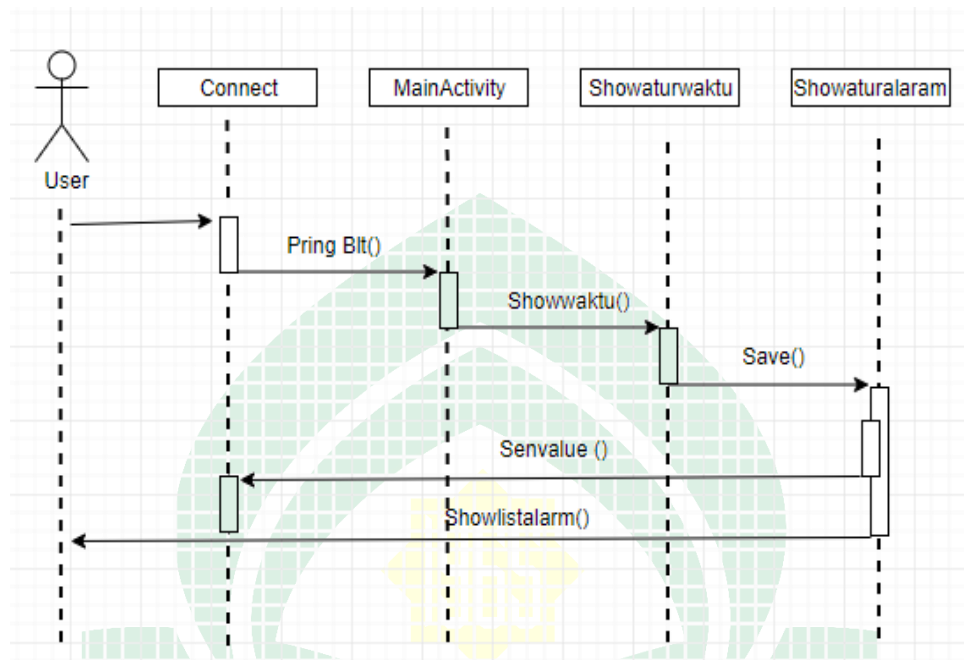 Connect
MainActivity
Showaturwaktu
Showaturalaram
User
Pring Blt()
Showwaktu()
Save()
Senvalue ()
Showlistalarm()